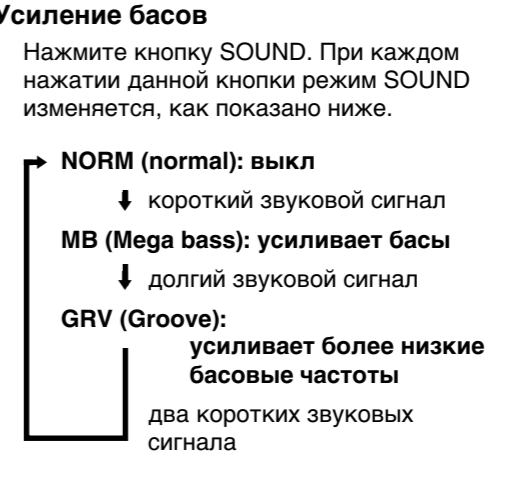 Усиление басов
Нажмите кнопку SOUND. При каждом
нажатии данной кнопки режим SOUND
изменяется, как показано ниже.
NORM (normal): выкл
короткий звуковой сигнал
MB (Mega bass): усиливает басы
долгий звуковой сигнал
GRV (Groove):
усиливает более низкие
басовые частоты
два коротких звуковых
сигнала